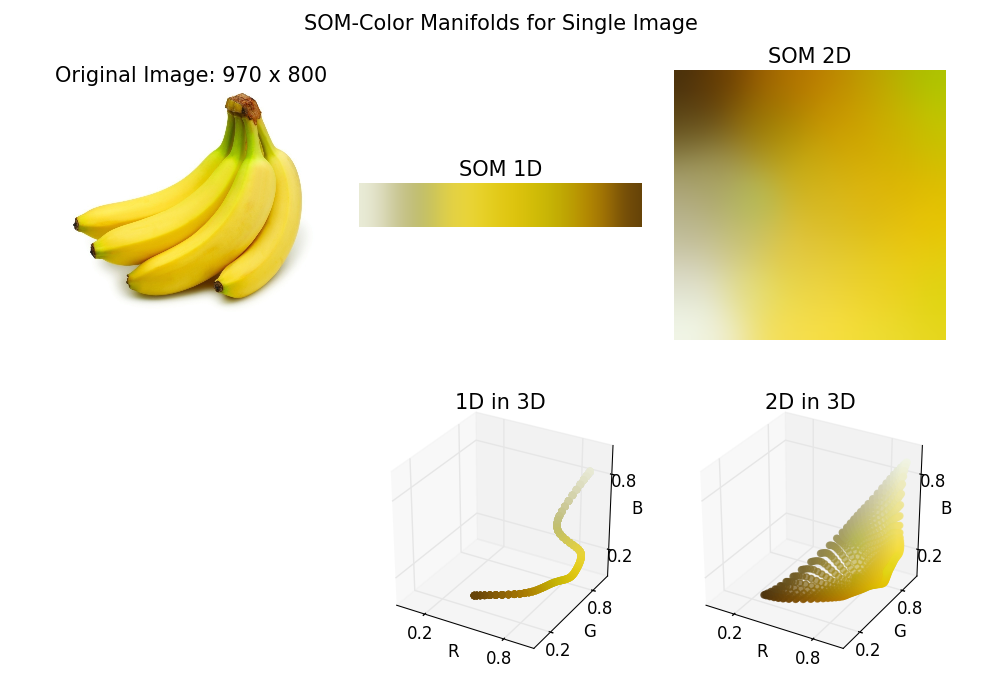 SOM-Color Manifolds for Single Image
Original Image: 970 x 800
SOM 1D
SOM 2D
1D in 3D
0.2
R
0.8
0.2
G
0.8
0.2
B
0.8
2D in 3D
0.2
R
0.8
0.2
G
0.8
0.2
B
0.8